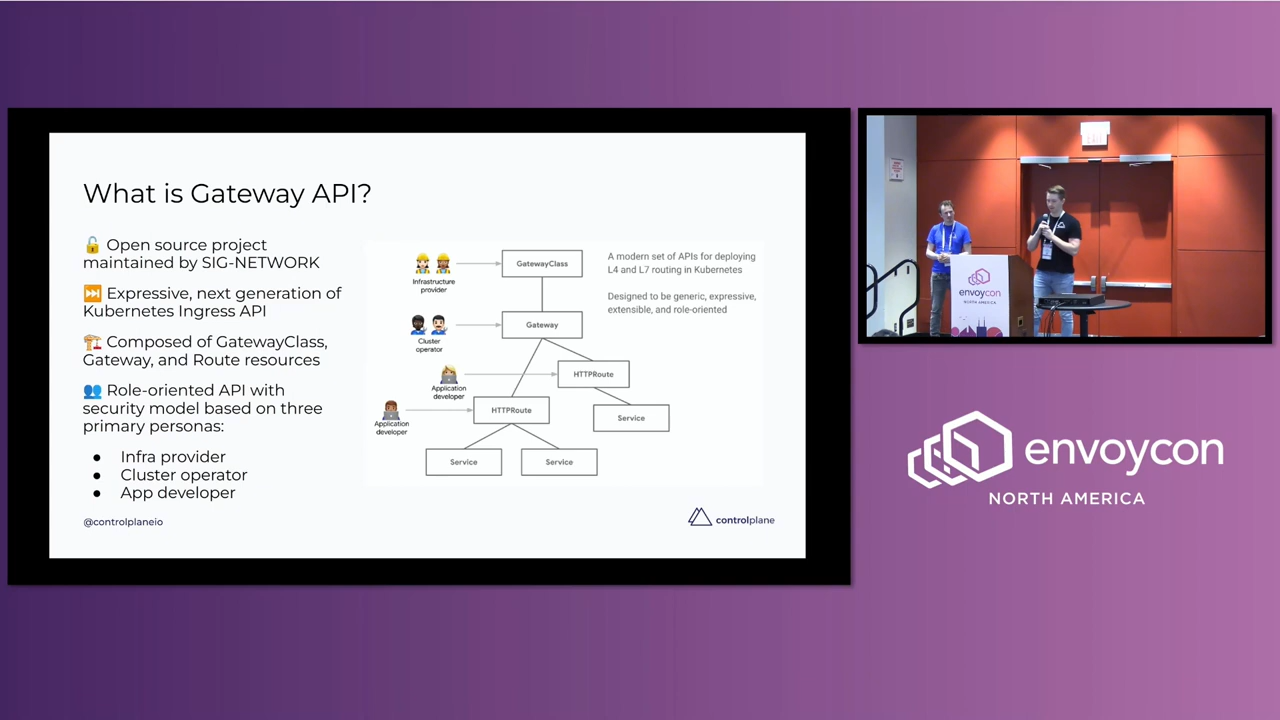 What is Gateway API?
🔓 Open source project
maintained by SIG-NETWORK
⏭️ Expressive, next generation of
Kubernetes Ingress API
🏗️ Composed of GatewayClass,
Gateway, and Route resources
👥 Role-oriented API with
security model based on three
primary personas:
● Infra provider
● Cluster operator
● App developer
@controlplaneio
Infrastructure
provider
GatewayClass
Cluster
operator
Gateway
Application
developer
HTTPRoute
Service
Application
developer
HTTPRoute
Service
Service
A modern set of APIs for deploying
L4 and L7 routing in Kubernetes
Designed to be generic, expressive,
extensible, and role-oriented
controlplane
envoycon
NORTH AMERICA
envoycon
NORTH AMERICA